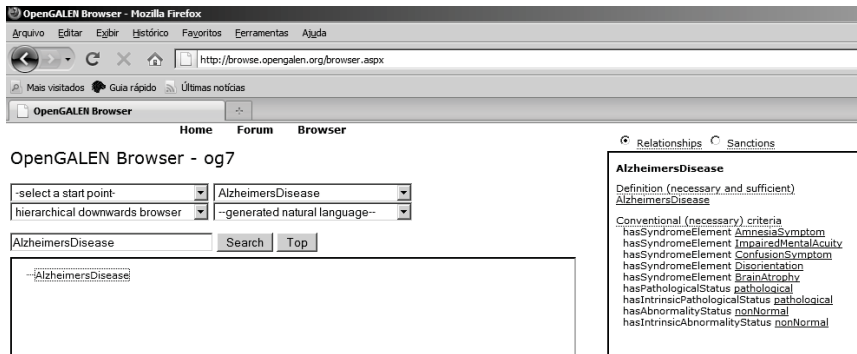 OpenGALEN Browser - Mozilla Firefox
Arquivo Editar Exibir Histórico Favoritos Ferramentas Ajuda
http://browse.opengalen.org/browser.aspx
Mais visitados Guia rápido Últimas notícias
OpenGALEN Browser
Home Forum Browser
OpenGALEN Browser - og7
-select a start point- AlzheimersDisease
hierarchical downwards browser --generated natural language--
AlzheimersDisease Search Top
AlzheimersDisease
Relationships Sanctions
AlzheimersDisease
Definition (necessary and sufficient)
AlzheimersDisease
Conventional (necessary) criteria
hasSyndromeElement AmnesiaSymptom
hasSyndromeElement ImpairedMentalAcuity
hasSyndromeElement ConfusionSymptom
hasSyndromeElement Disorientation
hasSyndromeElement BrainAtrophy
hasPathologicalStatus pathological
hasIntrinsicPathologicalStatus pathological
hasAbnormalityStatus nonNormal
hasIntrinsicAbnormalityStatus nonNormal